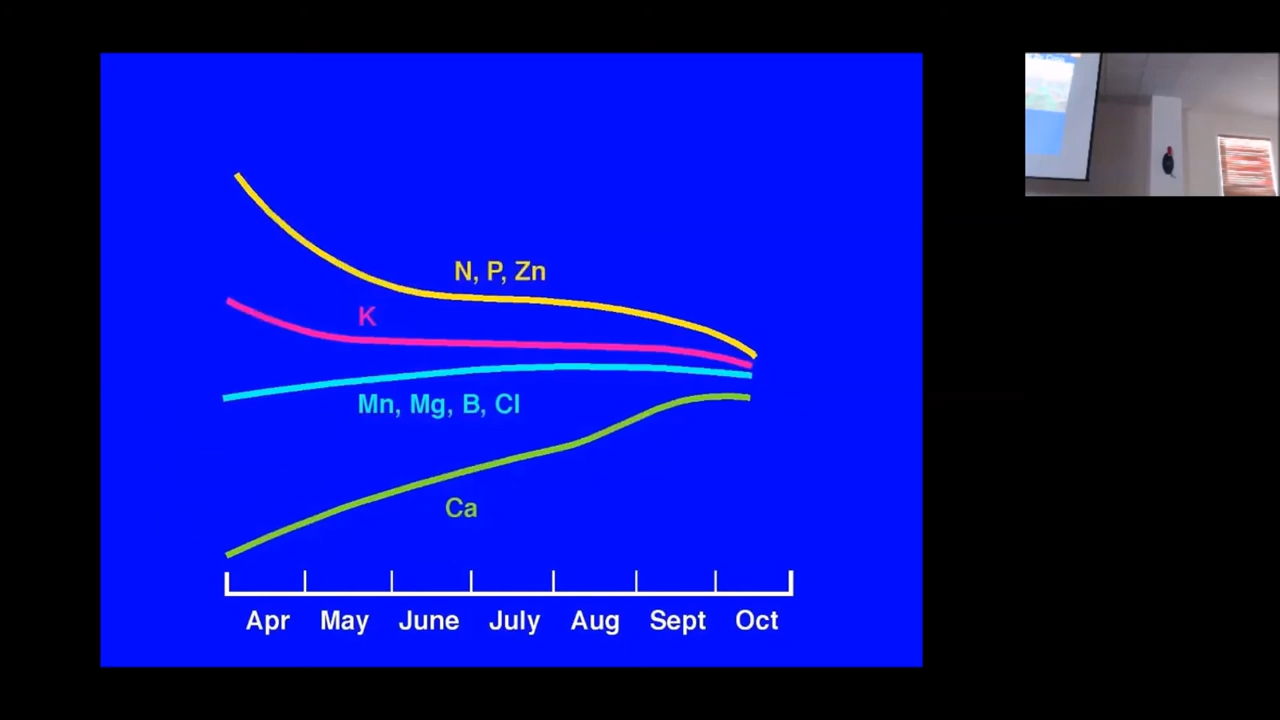 N, P, Zn
K
Mn, Mg, B, Cl
Ca
Apr May June July Aug Sept Oct